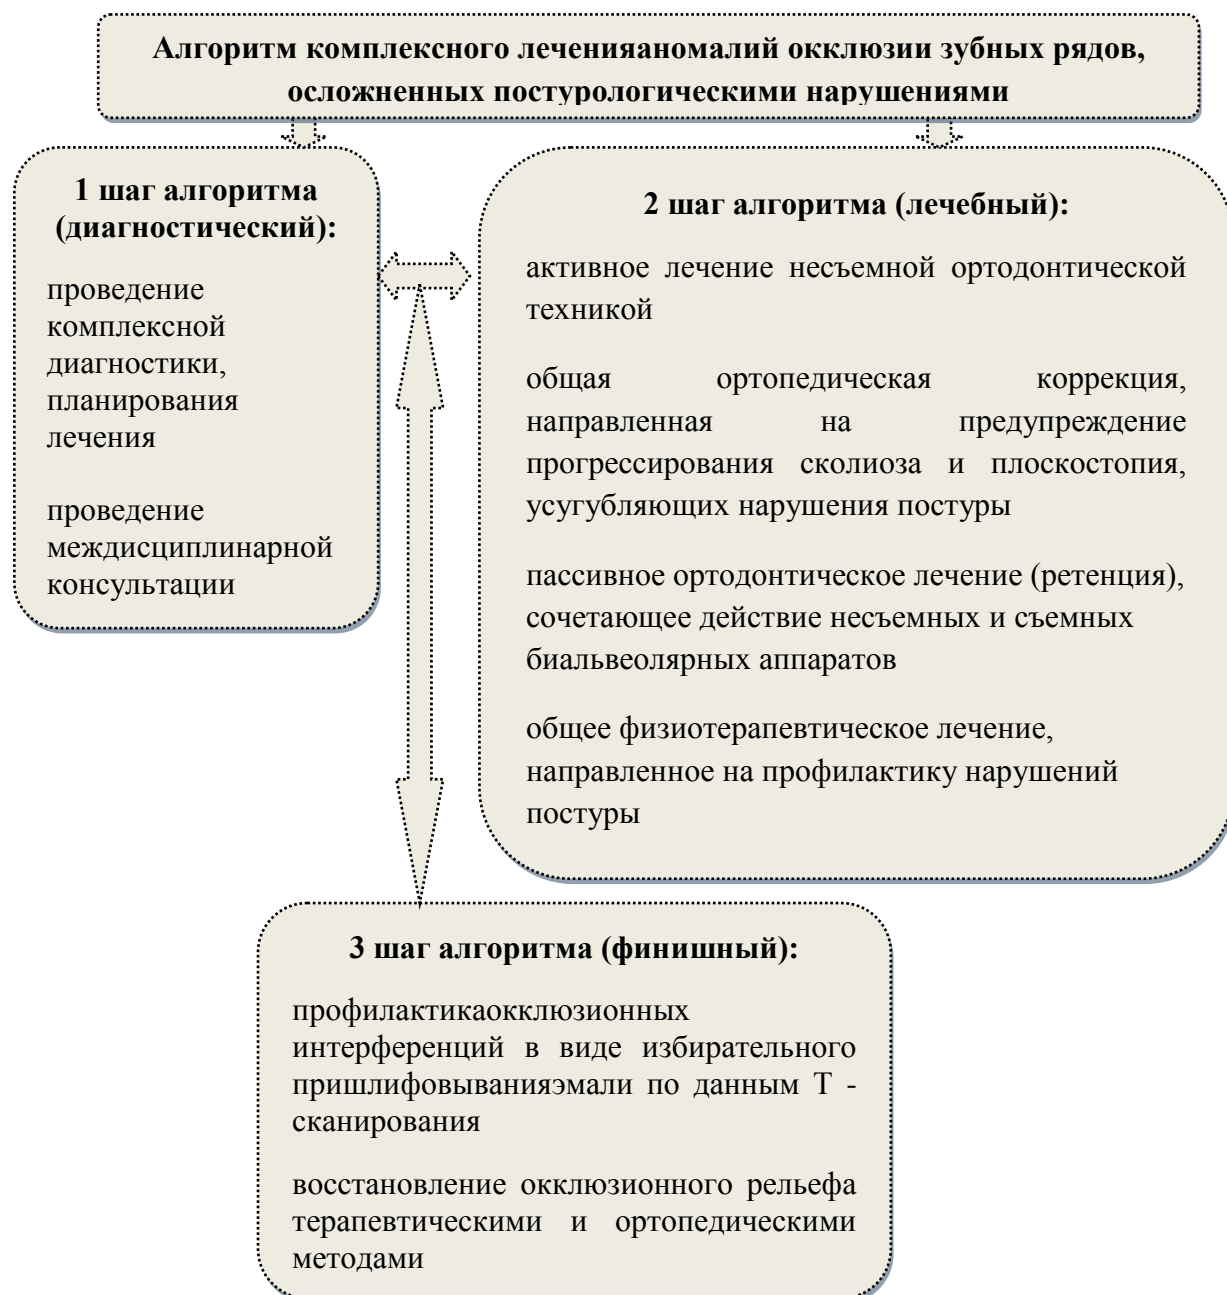 Алгоритм комплексного леченияаномалий окклюзии зубных рядов,
осложненных постурологическими нарушениями
1 шаг алгоритма
(диагностический):
проведение
комплексной
диагностики,
планирования
лечения
проведение
междисциплинарной
консультации
2 шаг алгоритма (лечебный):
активное лечение несъемной ортодонтической
техникой
общая ортопедическая коррекция,
направленная на предупреждение
прогрессирования сколиоза и плоскостопия,
усугубляющих нарушения постуры
пассивное ортодонтическое лечение (ретенция),
сочетающее действие несъемных и съемных
биальвеолярных аппаратов
общее физиотерапевтическое лечение,
направленное на профилактику нарушений
постуры
3 шаг алгоритма (финишный):
профилактикаокклюзионных
интерференций в виде избирательного
пришлифовыванияэмали по данным Т -
сканирования
восстановление окклюзионного рельефа
терапевтическими и ортопедическими
методами